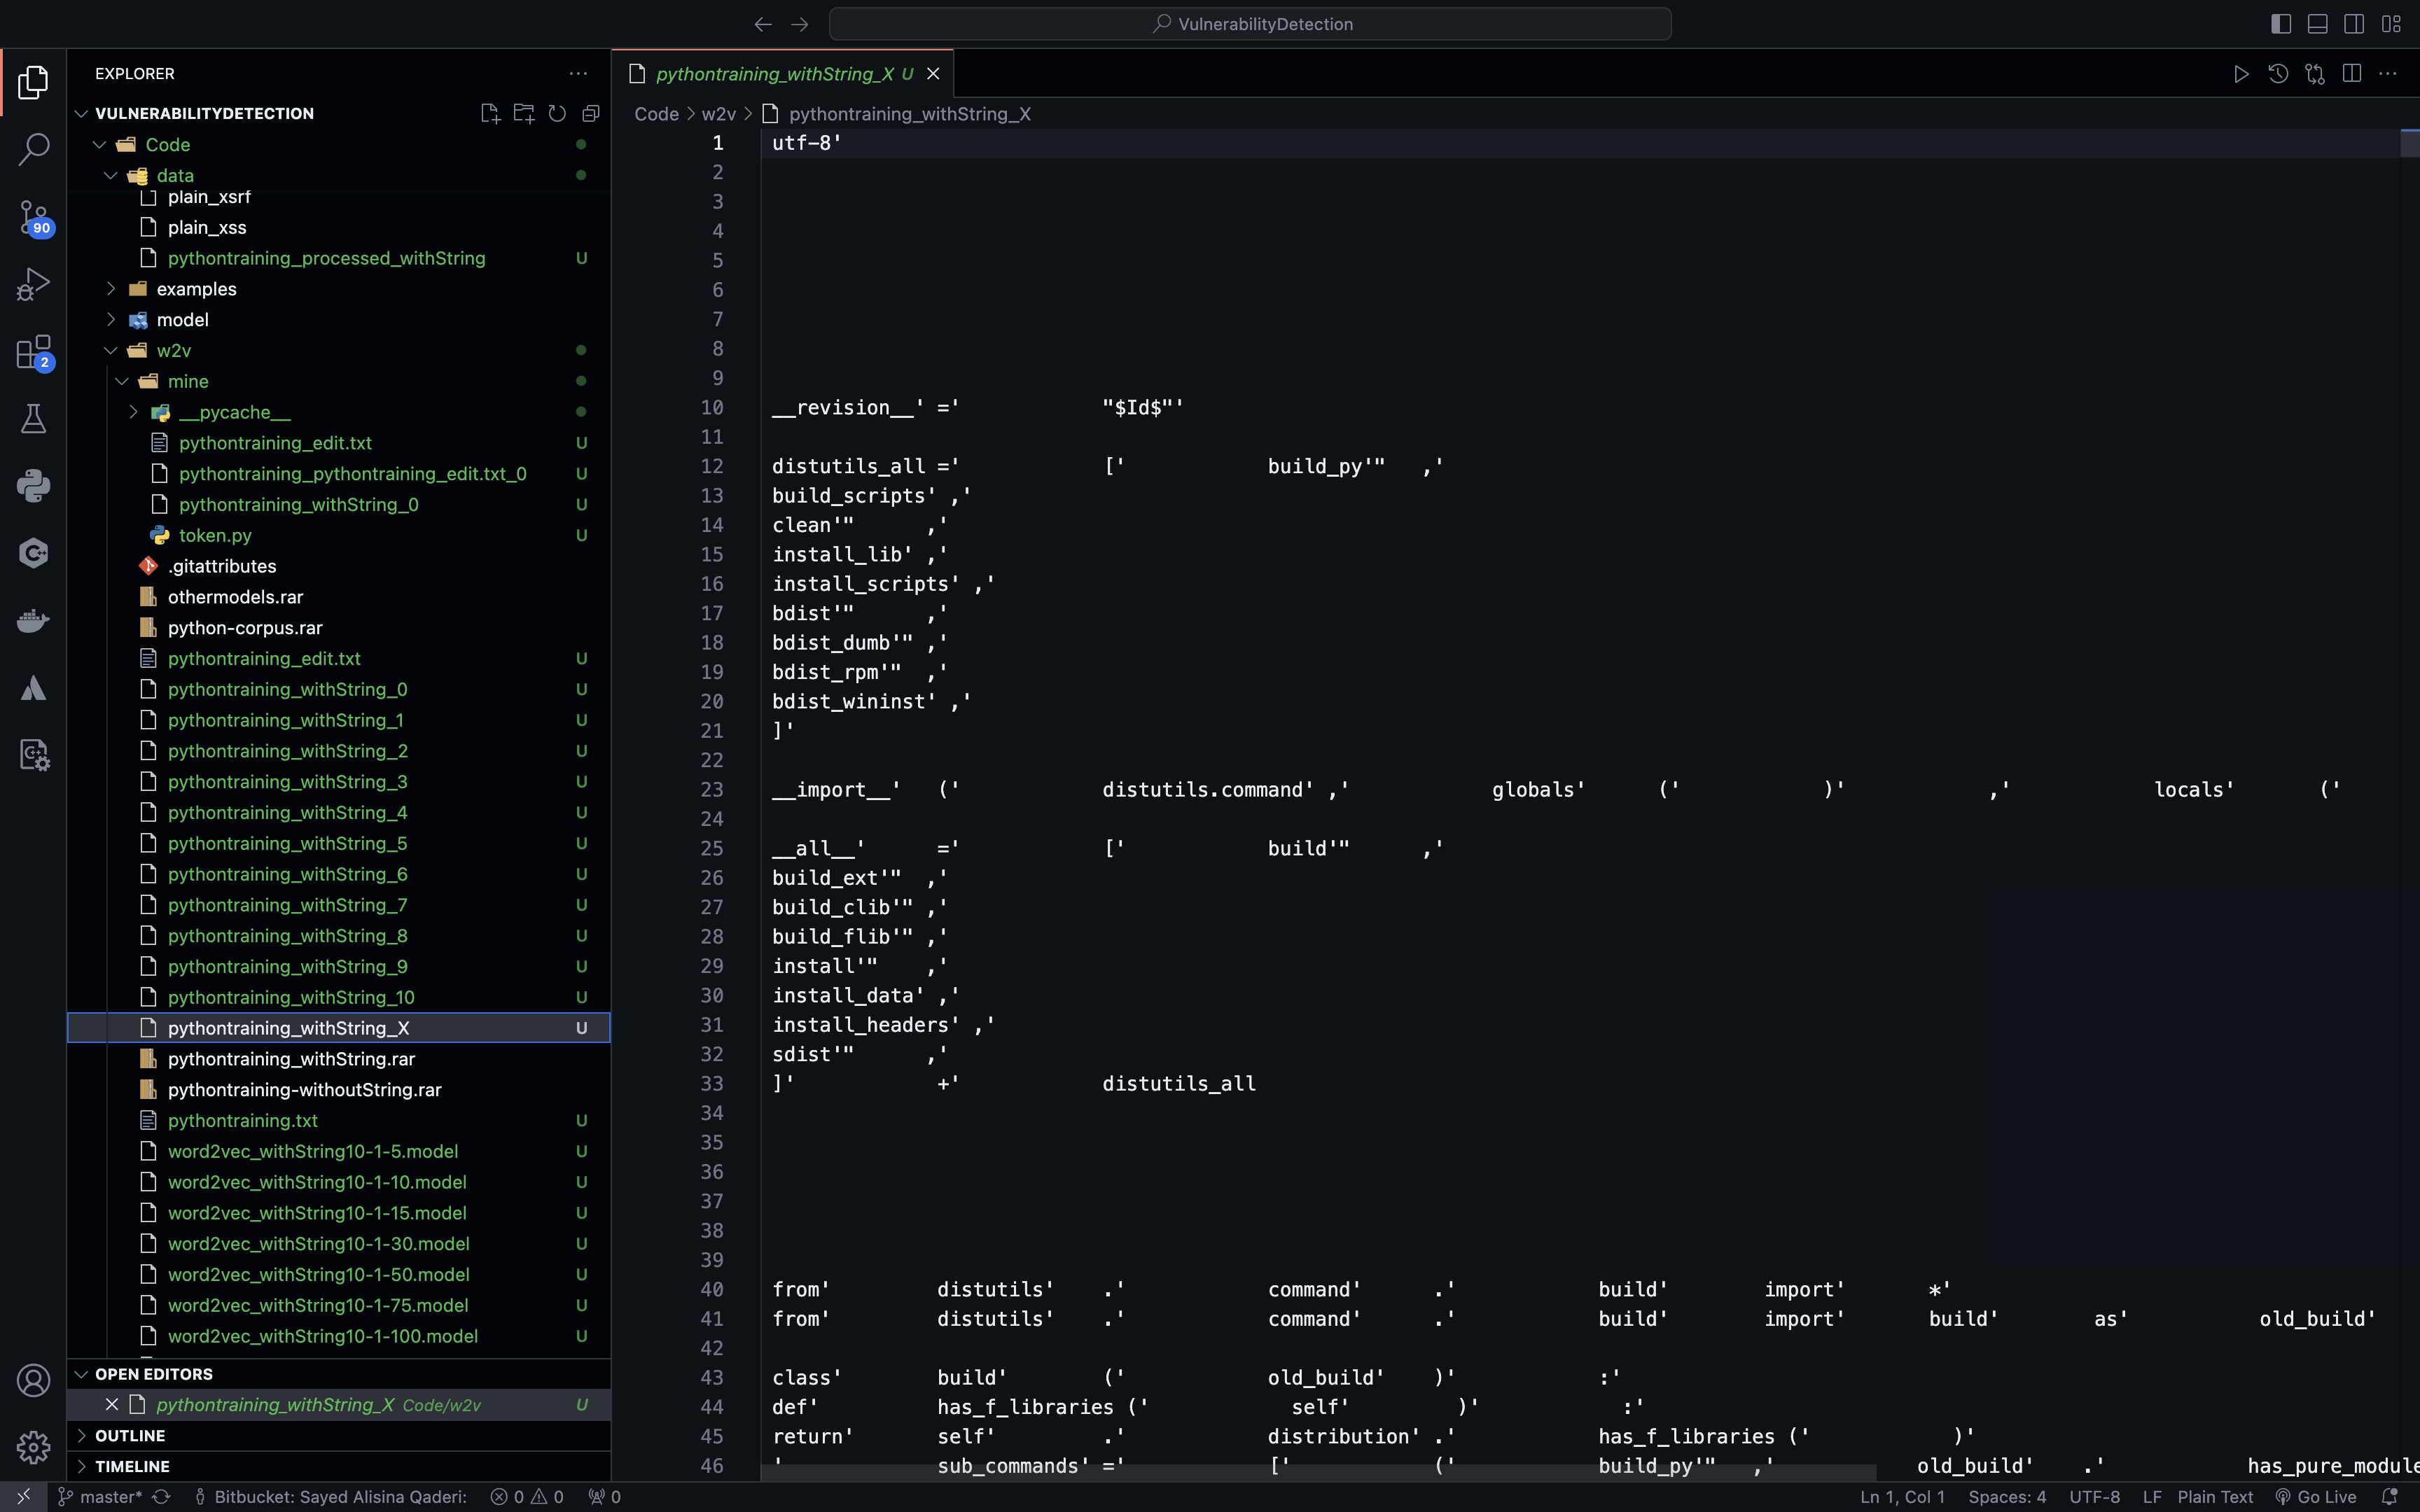 VulnerabilityDetection
EXPLORER
VULNERABILITYDETECTION
Code
data
plain_xsrf
plain_xss
pythontraining_processed_withString U
examples
model
w2v
mine
__pycache__
pythontraining_edit.txt U
pythontraining_pythontraining_edit.txt_0 U
pythontraining_withString_0 U
token.py U
.gitattributes
othermodels.rar
python-corpus.rar
pythontraining_edit.txt U
pythontraining_withString_0 U
pythontraining_withString_1 U
pythontraining_withString_2 U
pythontraining_withString_3 U
pythontraining_withString_4 U
pythontraining_withString_5 U
pythontraining_withString_6 U
pythontraining_withString_7 U
pythontraining_withString_8 U
pythontraining_withString_9 U
pythontraining_withString_10 U
pythontraining_withString_X U
pythontraining_withString.rar
pythontraining-withoutString.rar
pythontraining.txt U
word2vec_withString10-1-5.model U
word2vec_withString10-1-10.model U
word2vec_withString10-1-15.model U
word2vec_withString10-1-30.model U
word2vec_withString10-1-50.model U
word2vec_withString10-1-75.model U
word2vec_withString10-1-100.model U
OPEN EDITORS
pythontraining_withString_X Code/w2v U
OUTLINE
TIMELINE
90
2
pythontraining_withString_X U
Code > w2v > pythontraining_withString_X
1 utf-8'
2
3
4
5
6
7
8
9
10 __revision__' =' "$Id$"'
11
12 distutils_all =' [' build_py'" ,'
13 build_scripts' ,'
14 clean'" ,'
15 install_lib' ,'
16 install_scripts' ,'
17 bdist'" ,'
18 bdist_dumb'" ,'
19 bdist_rpm'" ,'
20 bdist_wininst' ,'
21 ]'
22
23 __import__' (' distutils.command' ,' globals' (' )' ,' locals' ('
24
25 __all__' =' [' build'" ,'
26 build_ext'" ,'
27 build_clib'" ,'
28 build_flib'" ,'
29 install'" ,'
30 install_data' ,'
31 install_headers' ,'
32 sdist'" ,'
33 ]' +' distutils_all
34
35
36
37
38
39
40 from' distutils' .' command' .' build' import' *'
41 from' distutils' .' command' .' build' import' build' as' old_build'
42
43 class' build' (' old_build' )' :'
44 def' has_f_libraries (' self' )' :'
45 return' self' .' distribution' .' has_f_libraries (' )'
46 ' sub_commands' =' [' (' build_py'" ,' old_build' .' has_pure_module
master* Bitbucket: Sayed Alisina Qaderi: 0 0 0 Ln 1, Col 1 Spaces: 4 UTF-8 LF Plain Text Go Live